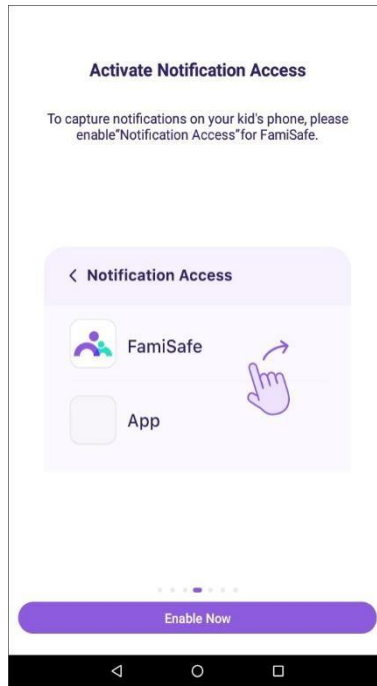 Activate Notification Access
To capture notifications on your kid's phone, please
enable"Notification Access"for FamiSafe.
Notification Access
FamiSafe
App
Enable Now